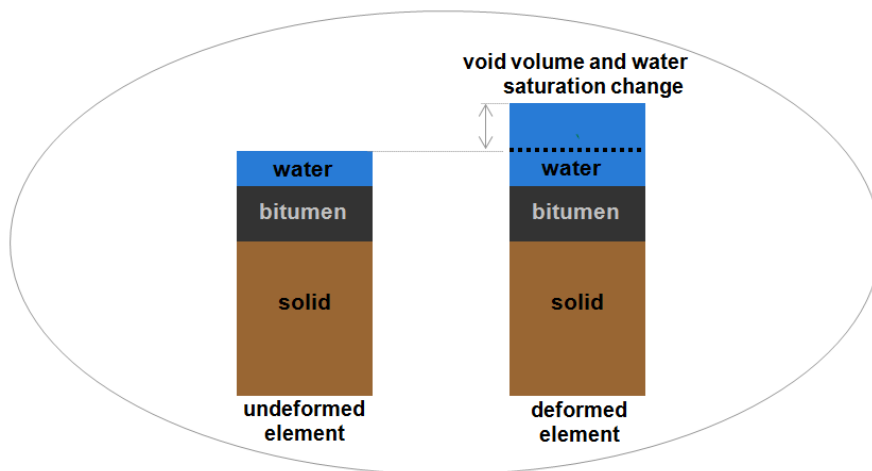 void volume and water
saturation change
water
bitumen
solid
undeformed
element
water
bitumen
solid
deformed
element